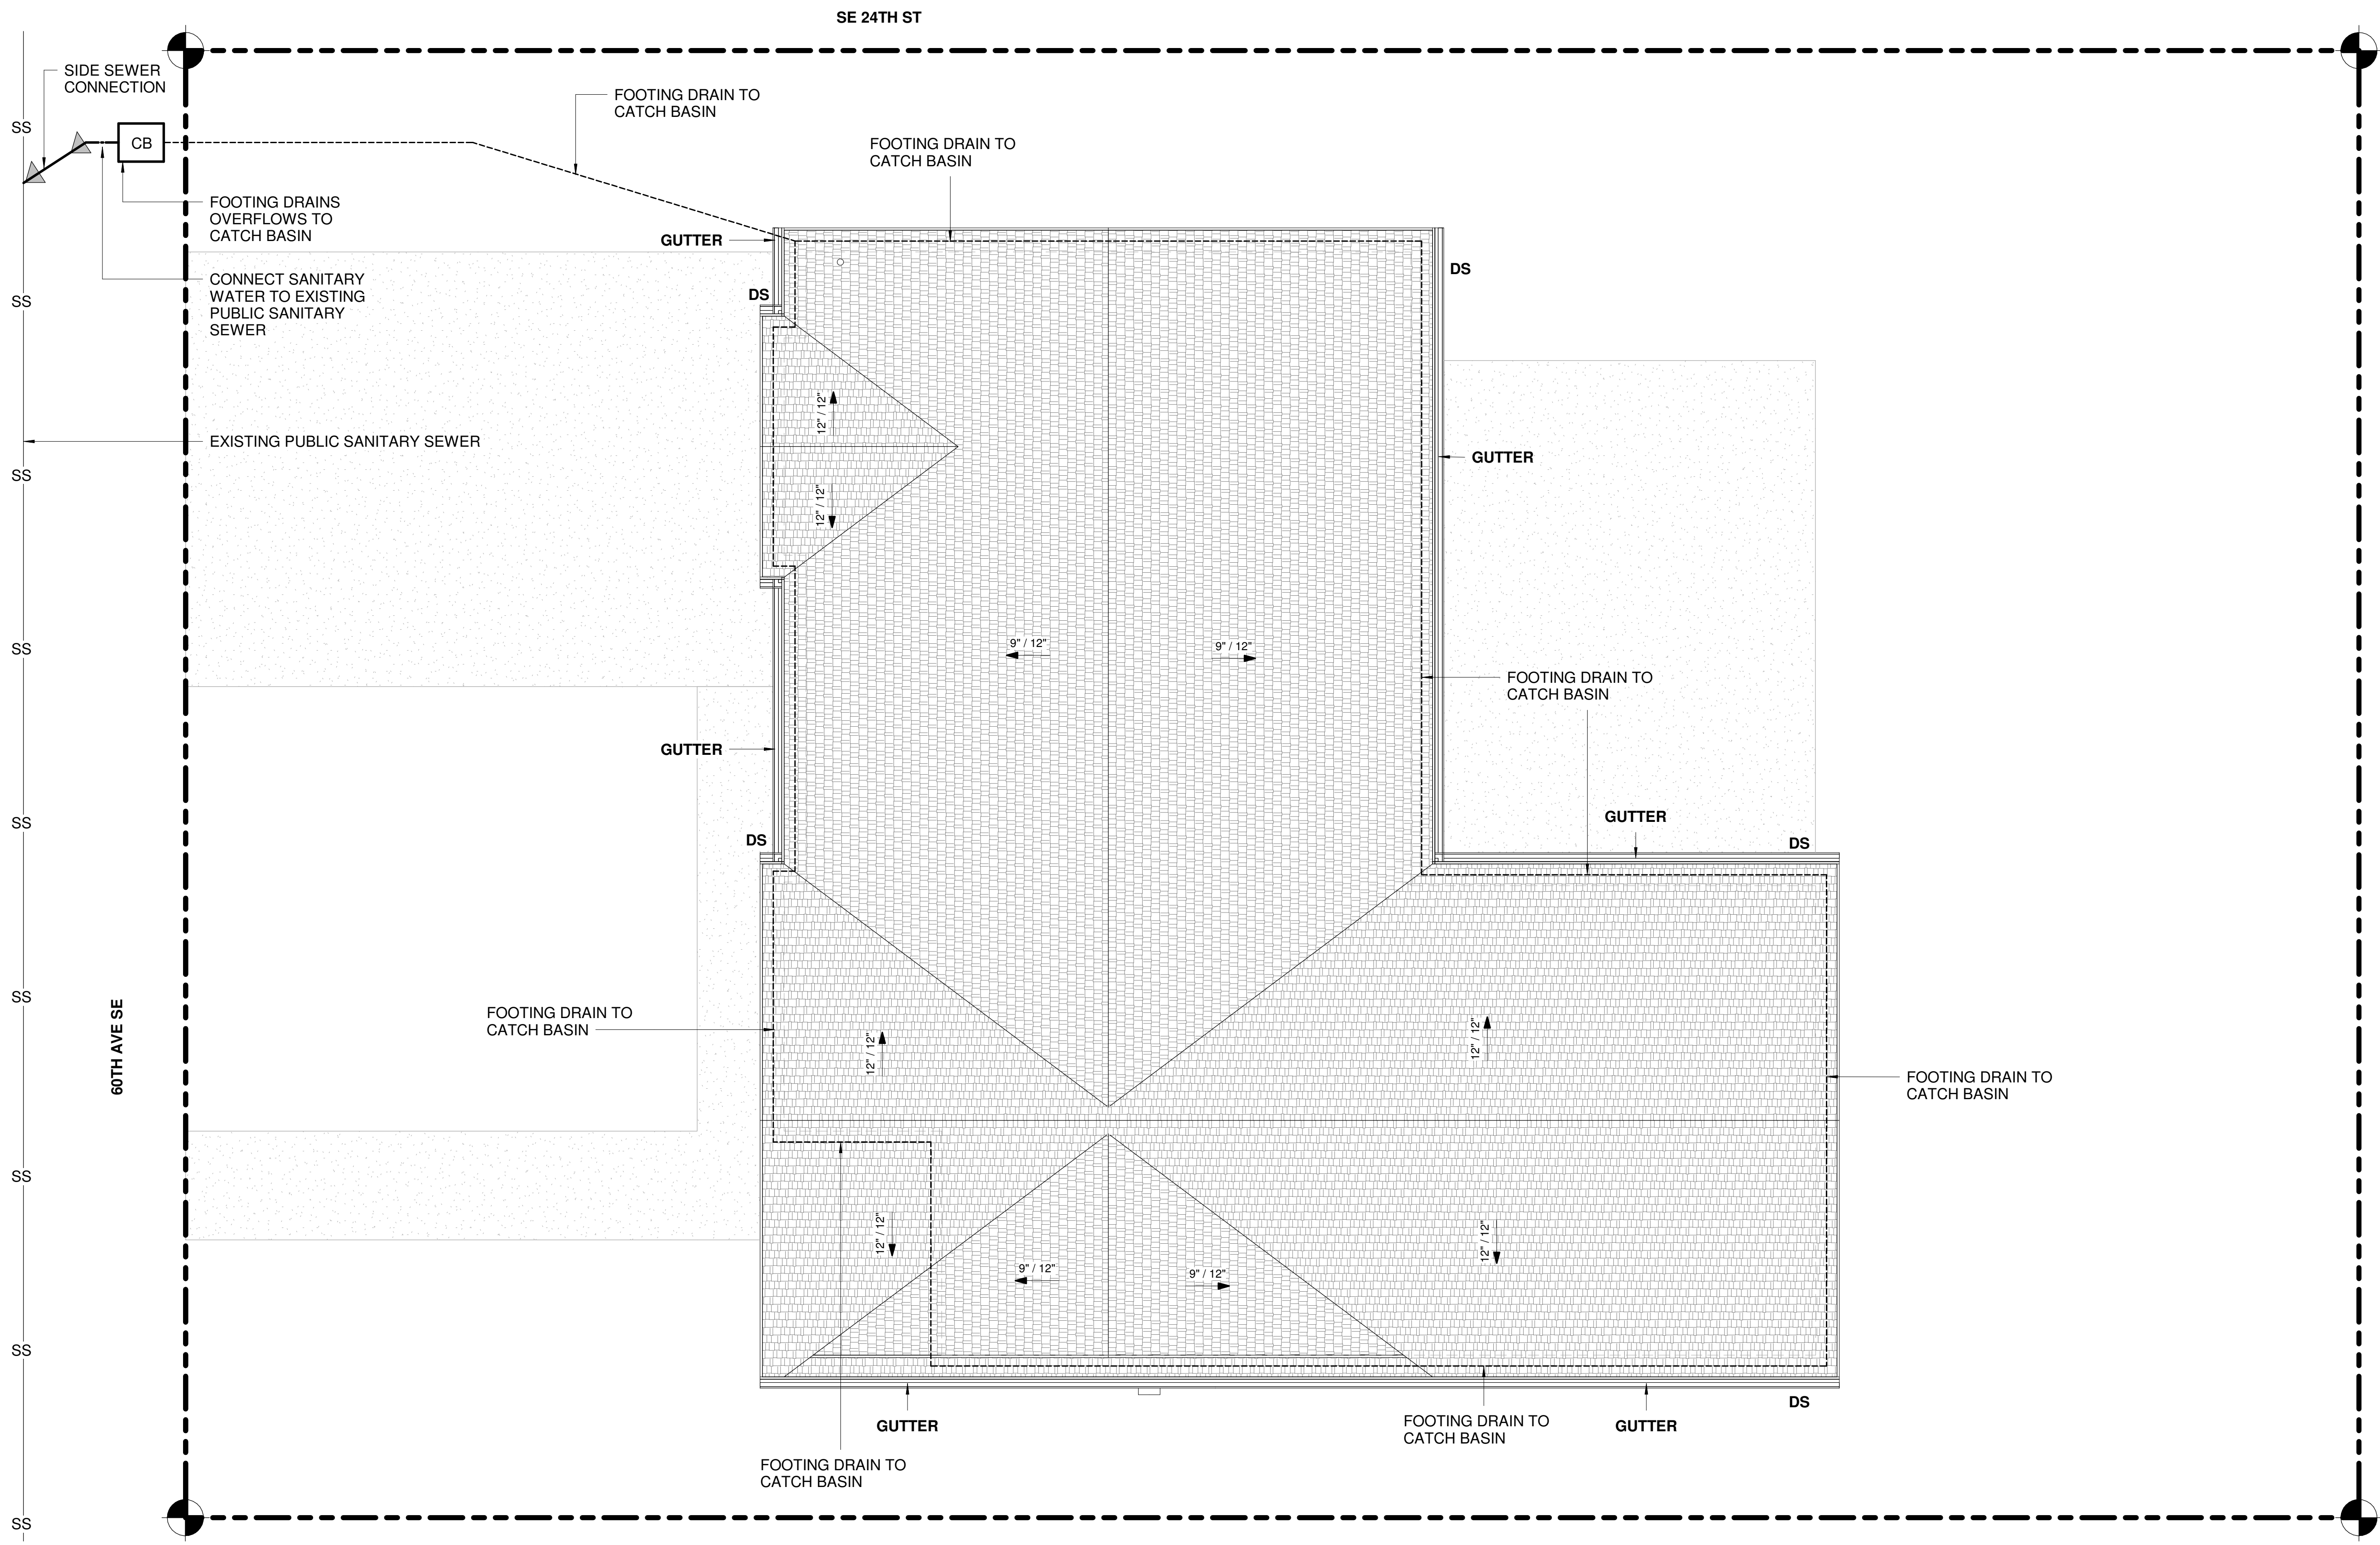 SE 24TH ST
SIDE SEWER
CONNECTION
FOOTING DRAIN TO
CATCH BASIN
SS
CB
FOOTING DRAIN TO
CATCH BASIN
FOOTING DRAINS
OVERFLOWS TO
CATCH BASIN
GUTTER
DS
CONNECT SANITARY
WATER TO EXISTING
PUBLIC SANITARY
SEWER
DS
SS
12" / 12"
EXISTING PUBLIC SANITARY SEWER
GUTTER
SS
12" / 12"
SS
9" / 12"
9" / 12"
FOOTING DRAIN TO
CATCH BASIN
GUTTER
GUTTER
SS
DS
DS
SS
60TH AVE SE
FOOTING DRAIN TO
CATCH BASIN
12" / 12"
12" / 12"
FOOTING DRAIN TO
CATCH BASIN
SS
12" / 12"
12" / 12"
9" / 12"
9" / 12"
SS
DS
GUTTER
FOOTING DRAIN TO
CATCH BASIN
GUTTER
FOOTING DRAIN TO
CATCH BASIN
SS